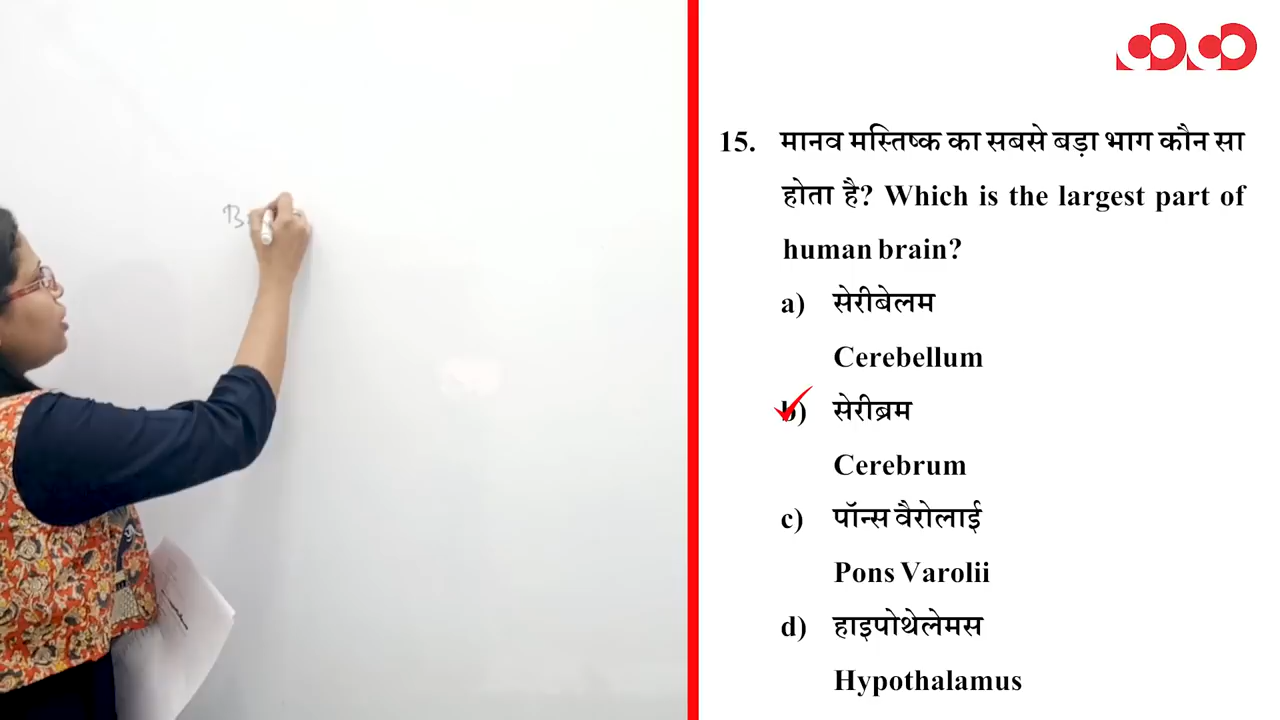 15. मानव मस्तिष्क का सबसे बड़ा भाग कौन सा
होता है? Which is the largest part of
human brain?
a) सेरीबेलम
Cerebellum
b) सेरीब्रम
Cerebrum
c) पॉन्स वैरोलाई
Pons Varolii
d) हाइपोथेलेमस
Hypothalamus